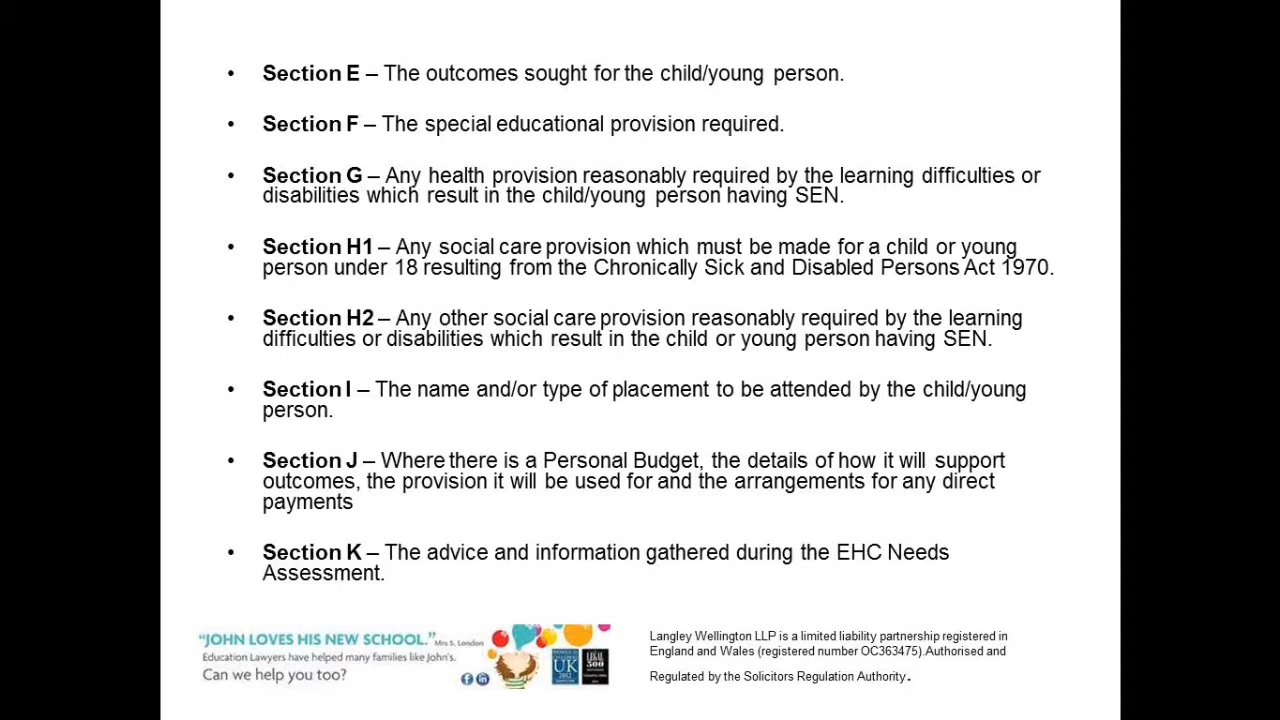 • Section E – The outcomes sought for the child/young person.
• Section F – The special educational provision required.
• Section G – Any health provision reasonably required by the learning difficulties or
disabilities which result in the child/young person having SEN.
• Section H1 – Any social care provision which must be made for a child or young
person under 18 resulting from the Chronically Sick and Disabled Persons Act 1970.
• Section H2 – Any other social care provision reasonably required by the learning
difficulties or disabilities which result in the child or young person having SEN.
• Section I – The name and/or type of placement to be attended by the child/young
person.
• Section J – Where there is a Personal Budget, the details of how it will support
outcomes, the provision it will be used for and the arrangements for any direct
payments
• Section K – The advice and information gathered during the EHC Needs
Assessment.
“JOHN LOVES HIS NEW SCHOOL.” Mrs S, London
Education Lawyers have helped many families like John's.
Can we help you too?
f in
UK
2012
500
Langley Wellington LLP is a limited liability partnership registered in
England and Wales (registered number OC363475).Authorised and
Regulated by the Solicitors Regulation Authority.